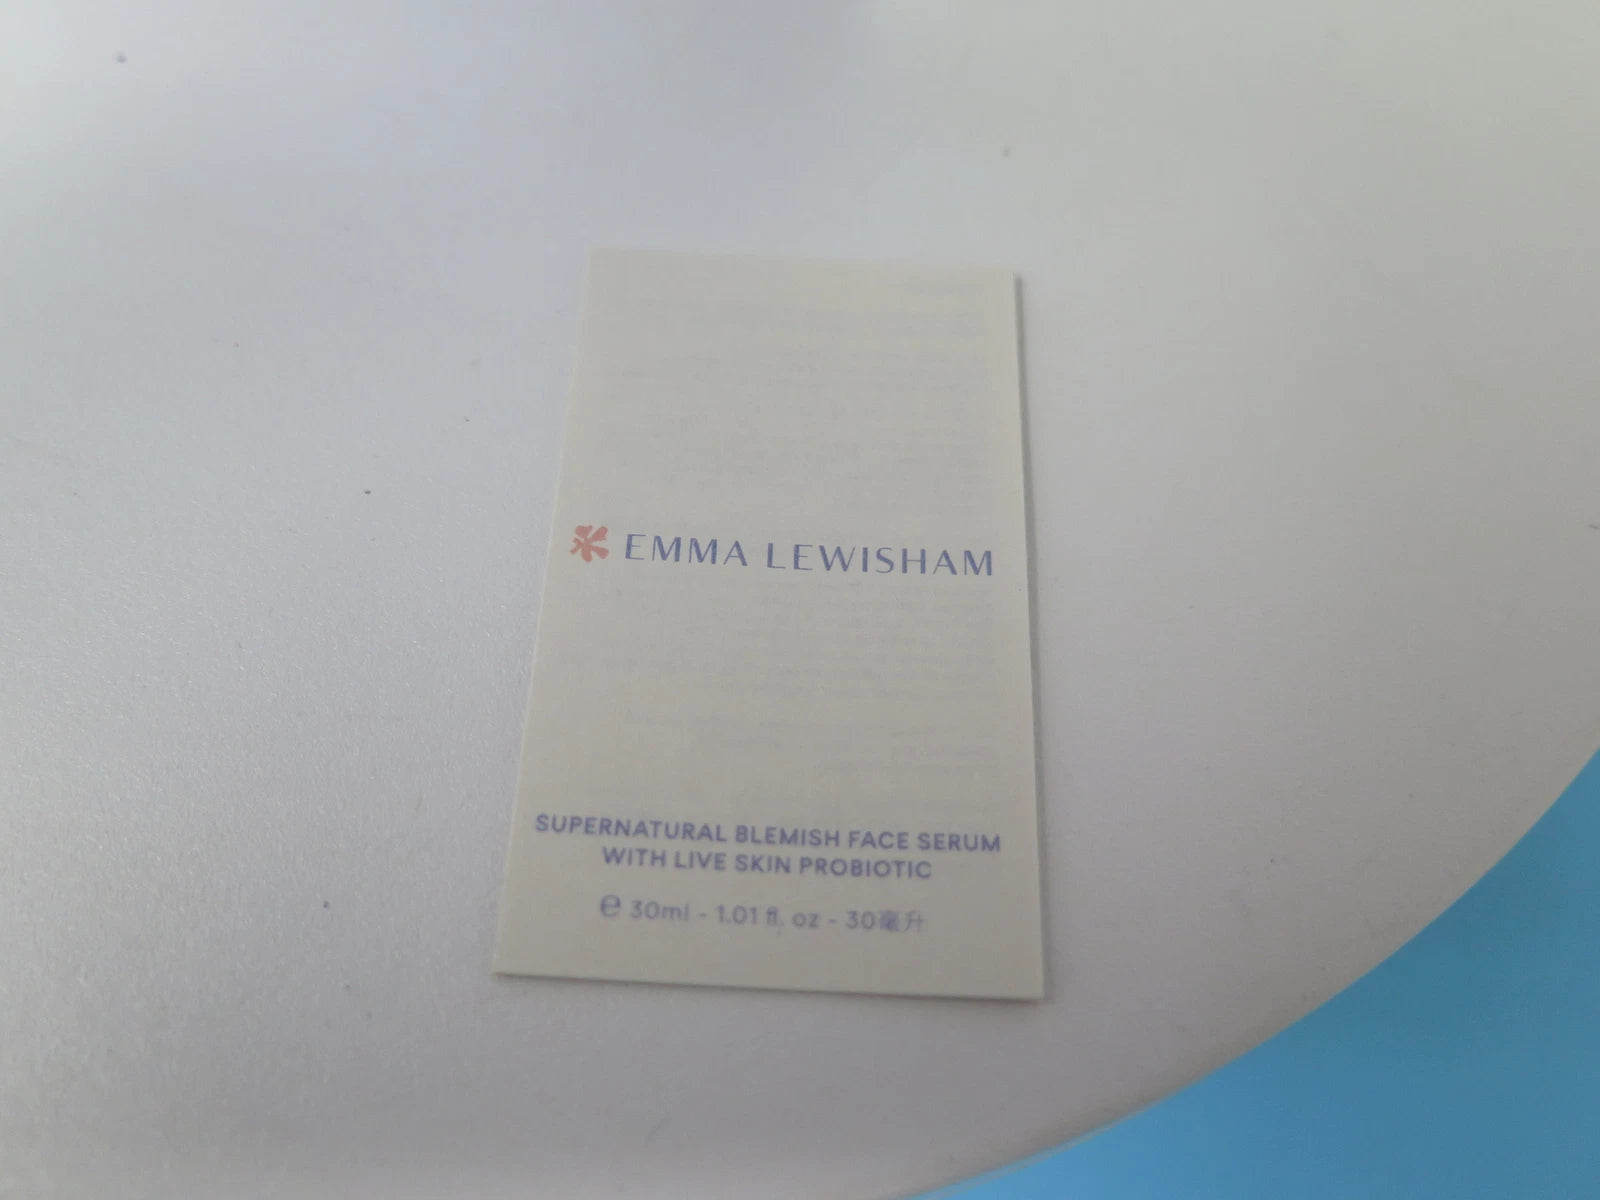 EMMA LEWISHAM
SUPERNATURAL BLEMISH FACE SERUM
WITH LIVE SKIN PROBIOTIC
℮ 30ml - 1.01 fl. oz - 30毫升